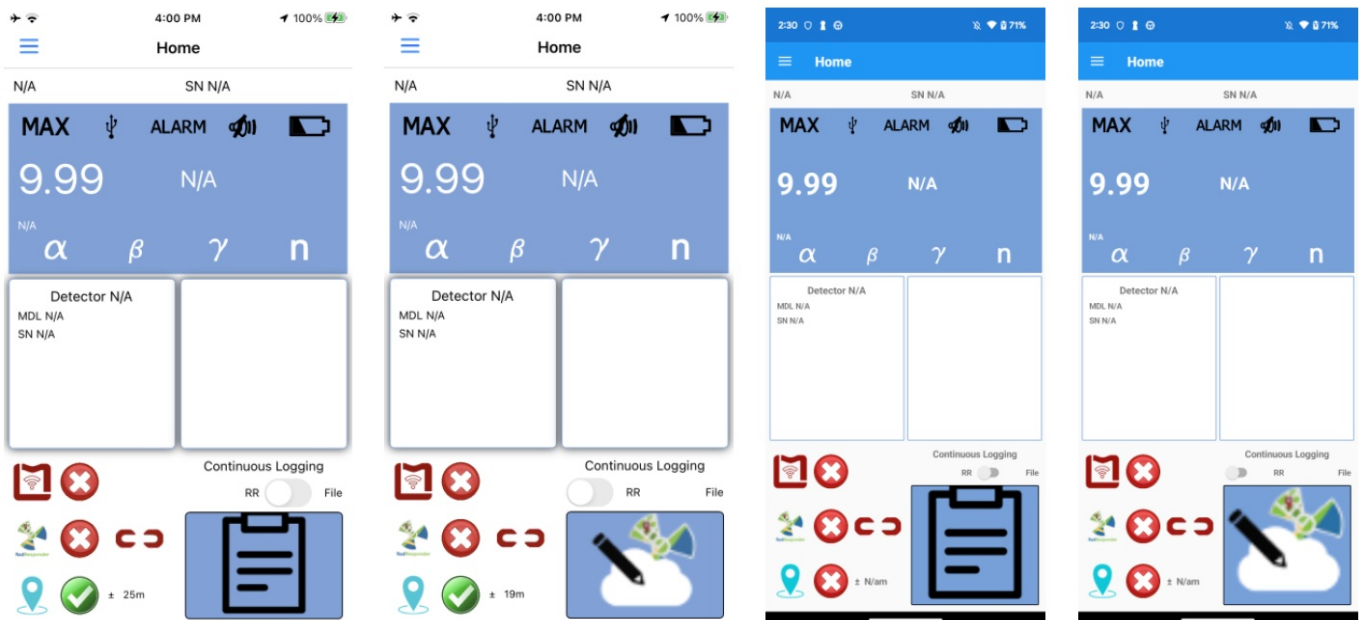 4:00 PM
100%
Home
N/A SN N/A
MAX ALARM
9.99 N/A
N/A
α β γ n
Detector N/A
MDL N/A
SN N/A
Continuous Logging
RR File
RadResponder
± 25m
4:00 PM
100%
Home
N/A SN N/A
MAX ALARM
9.99 N/A
N/A
α β γ n
Detector N/A
MDL N/A
SN N/A
Continuous Logging
RR File
RadResponder
± 19m
2:30 71%
Home
N/A SN N/A
MAX ALARM
9.99 N/A
N/A
α β γ n
Detector N/A
MDL N/A
SN N/A
Continuous Logging
RR File
± N/am
2:30 71%
Home
N/A SN N/A
MAX ALARM
9.99 N/A
N/A
α β γ n
Detector N/A
MDL N/A
SN N/A
Continuous Logging
RR File
± N/am